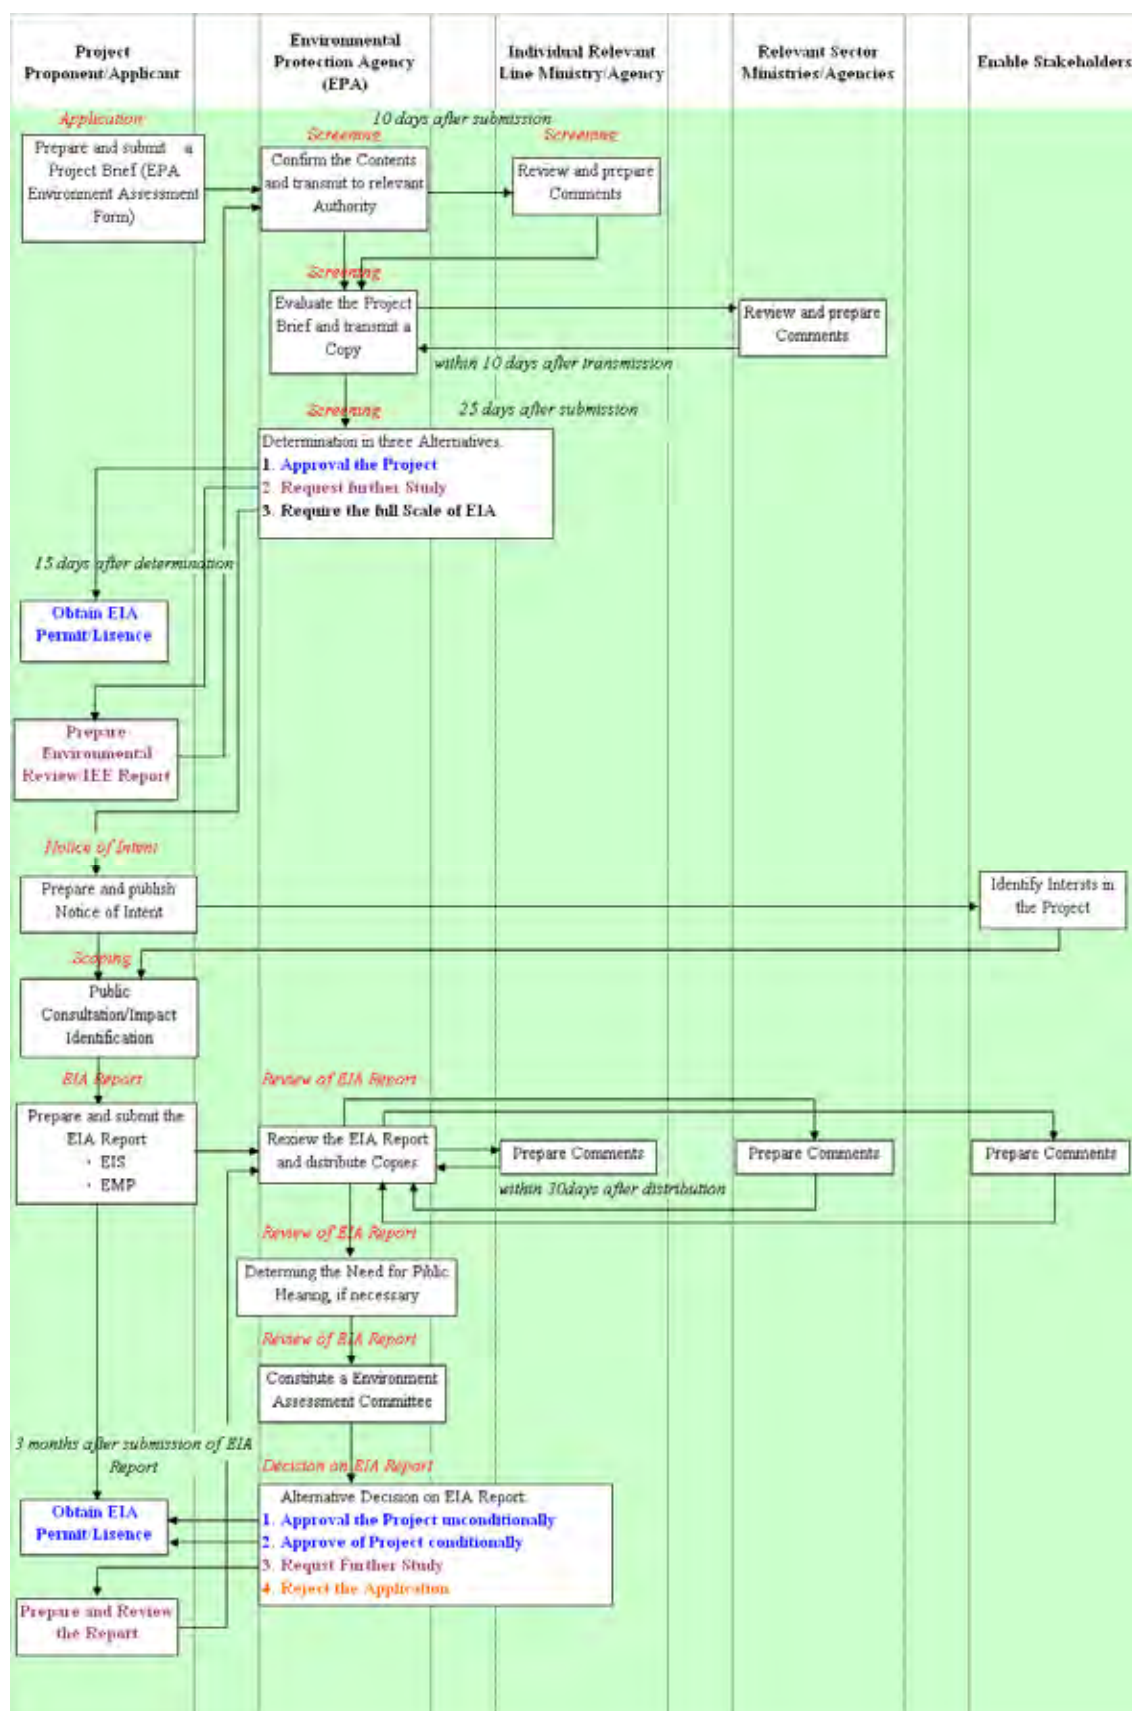 Project
Proponent/Applicant
Environmental
Protection Agency
(EPA)
Individual Relevant
Line Ministry/Agency
Relevant Sector
Ministries/Agencies
Enable Stakeholders
Application
10 days after submission
Screening
Screening
Prepare and submit a
Project Brief (EPA
Environment Assessment
Form)
Confirm the Contents
and transmit to relevant
Authority
Review and prepare
Comments
Screening
Evaluate the Project
Brief and transmit a
Copy
Review and prepare
Comments
within 10 days after transmission
Screening
25 days after submission
Determination in three Alternatives.
1. Approval the Project
2. Request further Study
3. Require the full Scale of EIA
15 days after determination
Obtain EIA
Permit/Lisence
Prepare
Environmental
Review/IEE Report
Notice of Intent
Prepare and publish
Notice of Intent
Identify Intersts in
the Project
Scoping
Public
Consultation/Impact
Identification
EIA Report
Review of EIA Report
Prepare and submit the
EIA Report
・ EIS
・ EMP
Rexiew the EIA Report
and distribute Copies
Prepare Comments
Prepare Comments
Prepare Comments
within 30days after distribution
Review of EIA Report
Determing the Need for Piblic
Hearing, if necessary
Review of EIA Report
Constitute a Environment
Assessment Committee
3 months after submission of EIA
Report
Decision on EIA Report
Alternative Decision on EIA Report.
1. Approval the Project unconditionally
2. Approve of Project conditionally
3. Requst Further Study
4. Reject the Application
Obtain EIA
Permit/Lisence
Prepare and Review
the Report